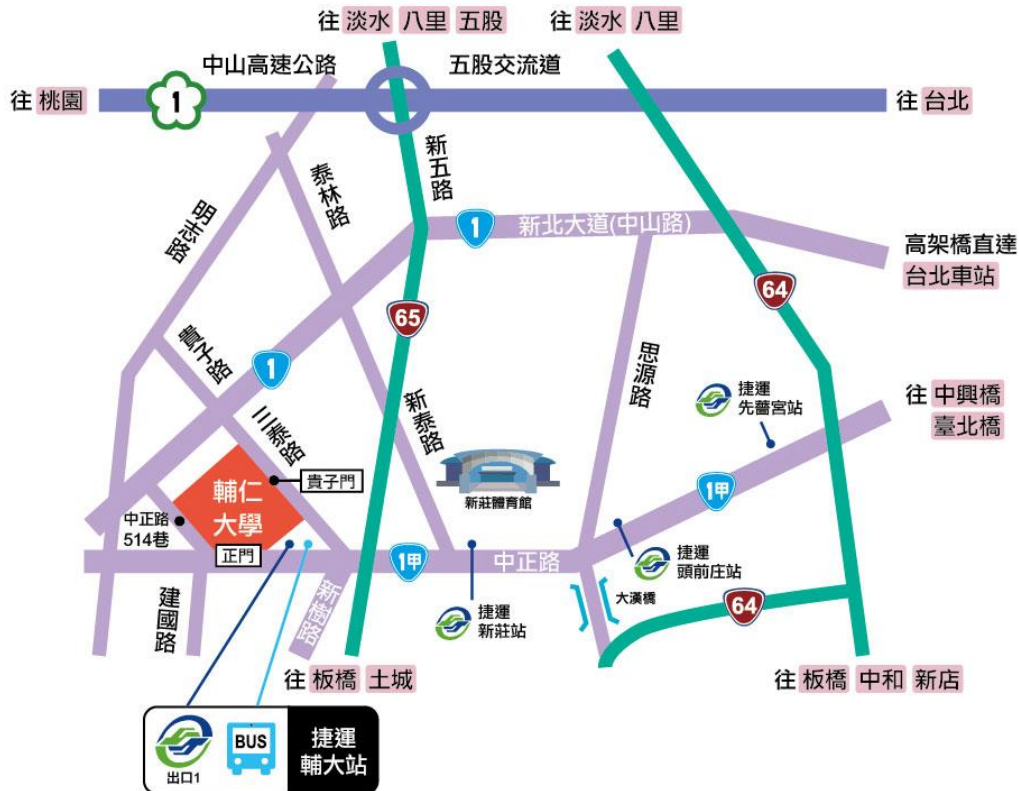 往 淡水 八里 五股
往 淡水 八里
中山高速公路
五股交流道
往 桃園
1
往 台北
新五路
泰林路
明志路
1
新北大道(中山路)
高架橋直達
台北車站
64
65
貴子路
1
思源路
新泰路
捷運
先嗇宮站
往 中興橋
臺北橋
三泰路
貴子門
輔仁
大學
新莊體育館
1甲
中正路
514巷
正門
1甲
中正路
捷運
頭前庄站
建國路
新樹路
捷運
新莊站
大漢橋
64
往 板橋 土城
往 板橋 中和 新店
出口1
BUS
捷運
輔大站